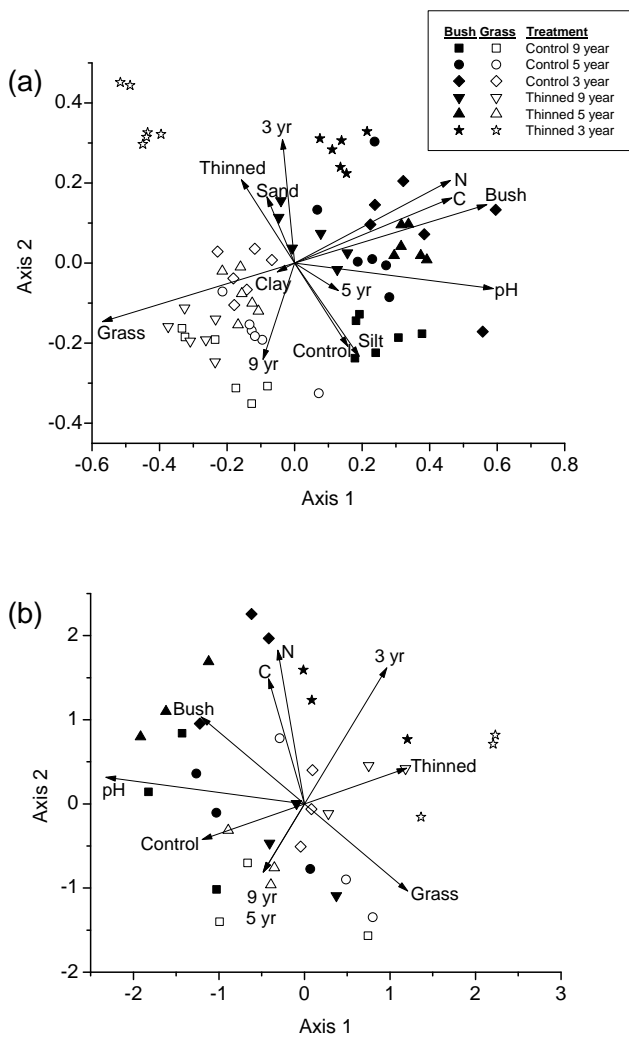 Bush Grass Treatment
Control 9 year
Control 5 year
Control 3 year
Thinned 9 year
Thinned 5 year
Thinned 3 year
(a)
0.4
0.2
0.0
-0.2
-0.4
Axis 2
3 yr
Thinned
Sand
N
C
Bush
Clay
5 yr
pH
Grass
9 yr
Control
Silt
-0.6 -0.4 -0.2 0.0 0.2 0.4 0.6 0.8
Axis 1
(b)
2
1
0
-1
-2
Axis 2
N
3 yr
C
Bush
Thinned
pH
Control
Grass
9 yr
5 yr
-2 -1 0 1 2 3
Axis 1